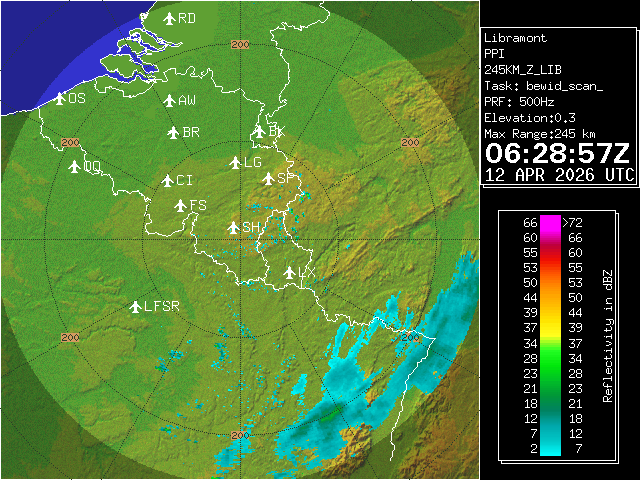 RD
200
OS
AW
BR
BK
200
200
QQ
LG
CI
SP
FS
SH
LX
LFSR
200
200
200
Libramont
PPI
245KM_Z_LIB
Task: bewid_scan_
PRF: 500Hz
Elevation:0.3
Max Range:245 km
06:28:57Z
12 APR 2026 UTC
66 >72
60 66
55 60
53 55
50 53
44 50
39 44
37 39
34 37
28 34
23 28
21 23
18 21
12 18
7 12
2 7
Reflectivity in dBZ